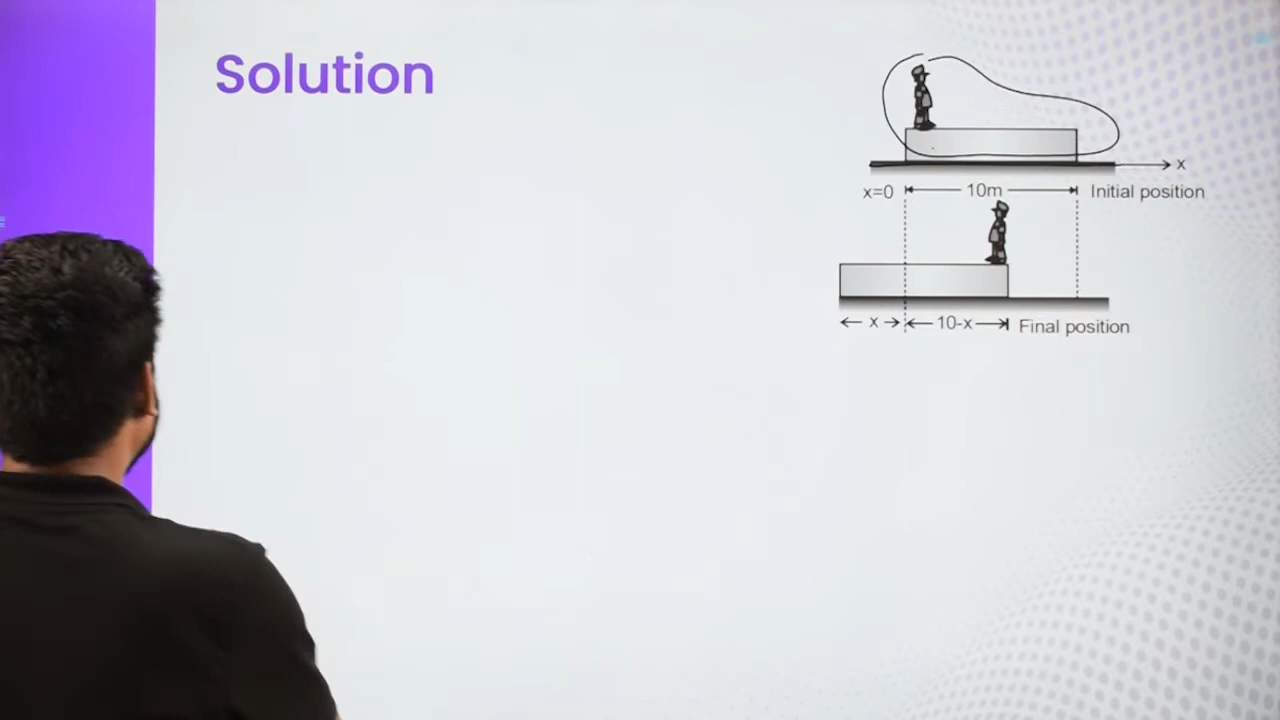 Solution
x
x=0 10m Initial position
x 10-x Final position